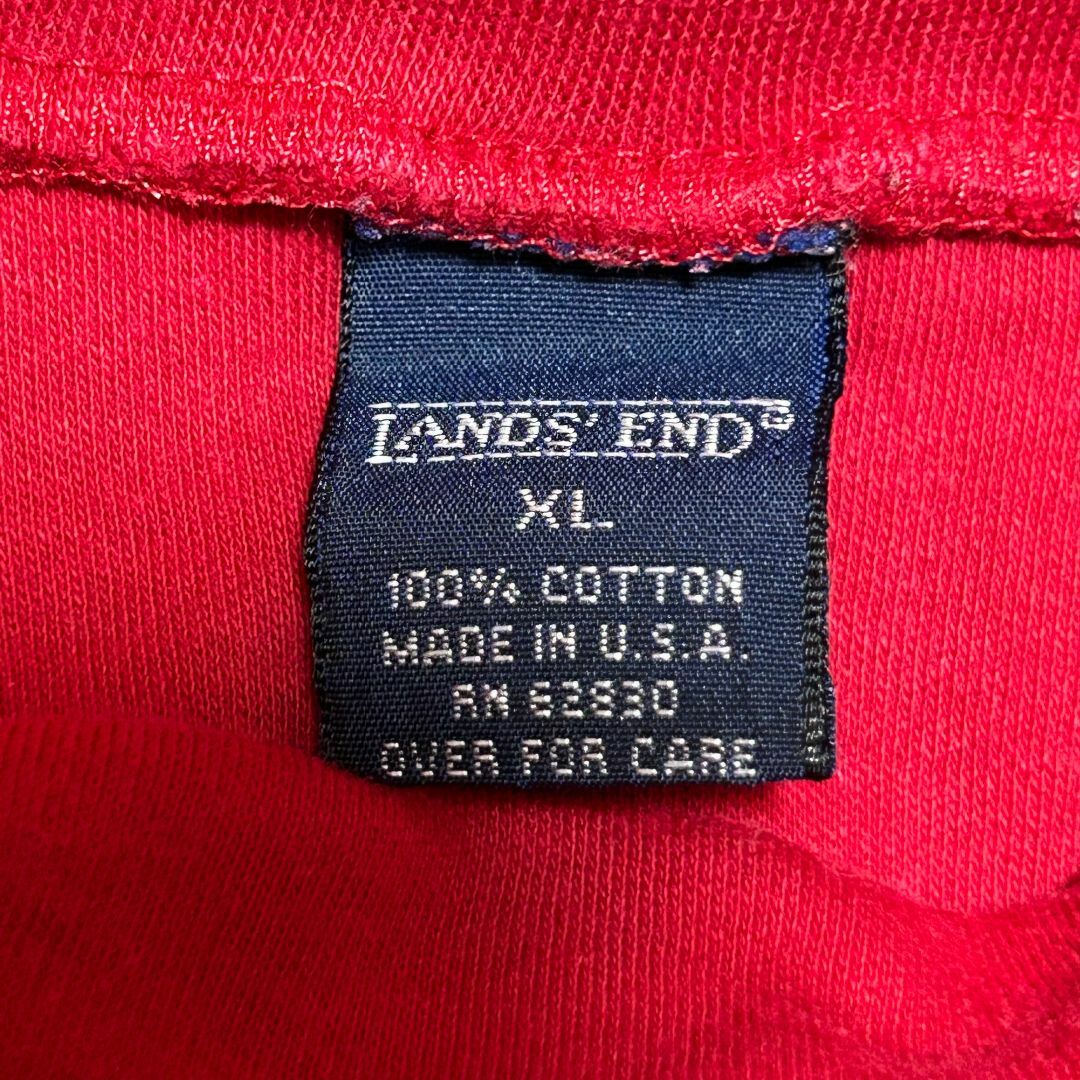 LANDS' END®
XL
100% COTTON
MADE IN U.S.A.
RN 62830
OVER FOR CARE